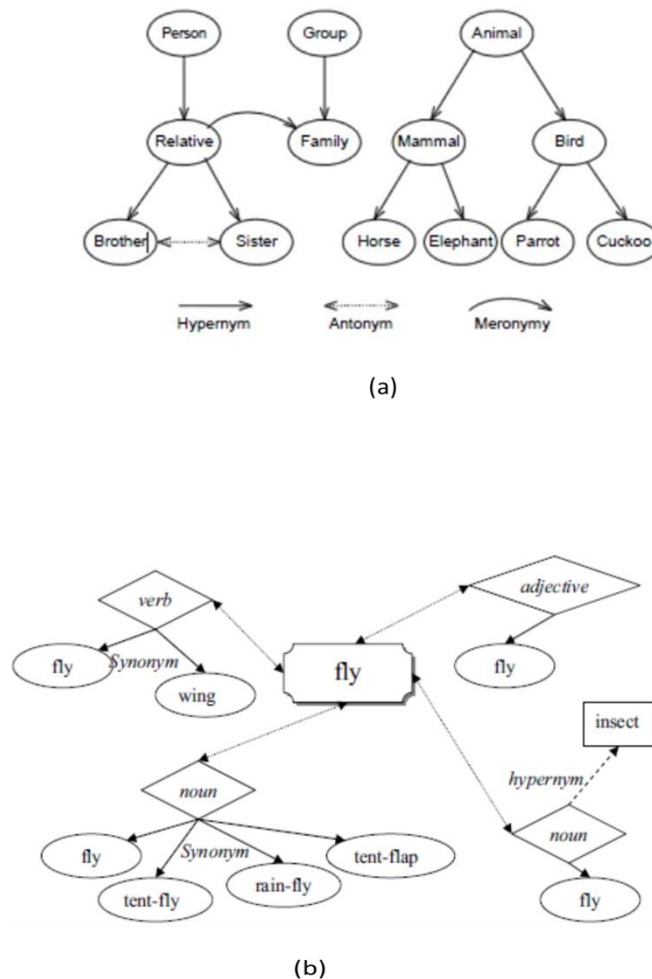 Person Group Animal
Relative Family Mammal Bird
Brother Sister Horse Elephant Parrot Cuckoo
Hypernym Antonym Meronymy
(a)
verb adjective
fly Synonym fly fly
wing
insect
hypernym
noun noun
fly Synonym tent-flap
tent-fly rain-fly fly
(b)